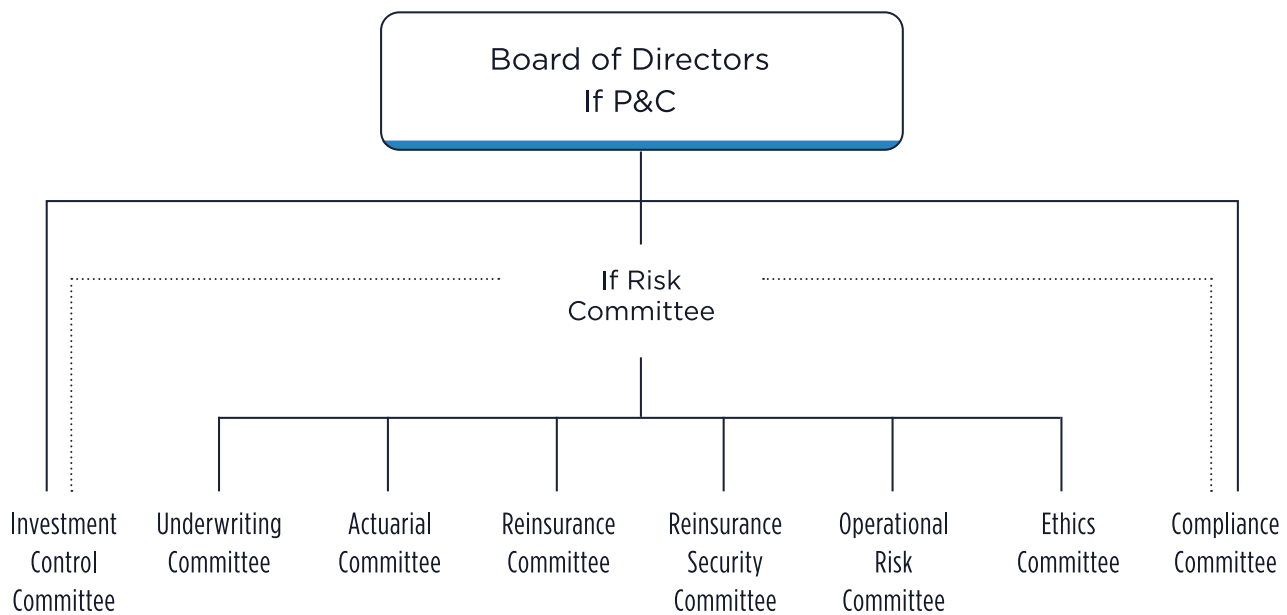 Board of Directors
If P&C
If Risk
Committee
Investment
Control
Committee
Underwriting
Committee
Actuarial
Committee
Reinsurance
Committee
Reinsurance
Security
Committee
Operational
Risk
Committee
Ethics
Committee
Compliance
Committee